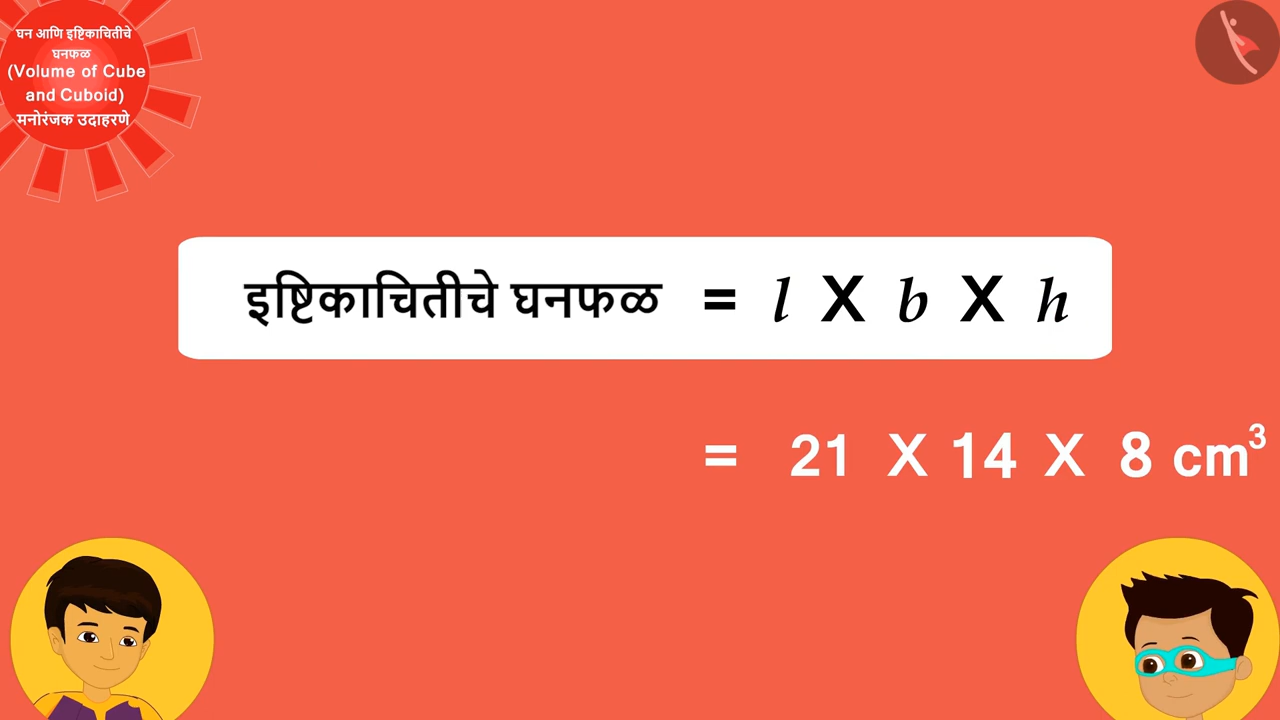 घन आणि इष्टिकाचितीचे
घनफळ
(Volume of Cube
and Cuboid)
मनोरंजक उदाहरणे
इष्टिकाचितीचे घनफळ = l X b X h
= 21 X 14 X 8 cm³